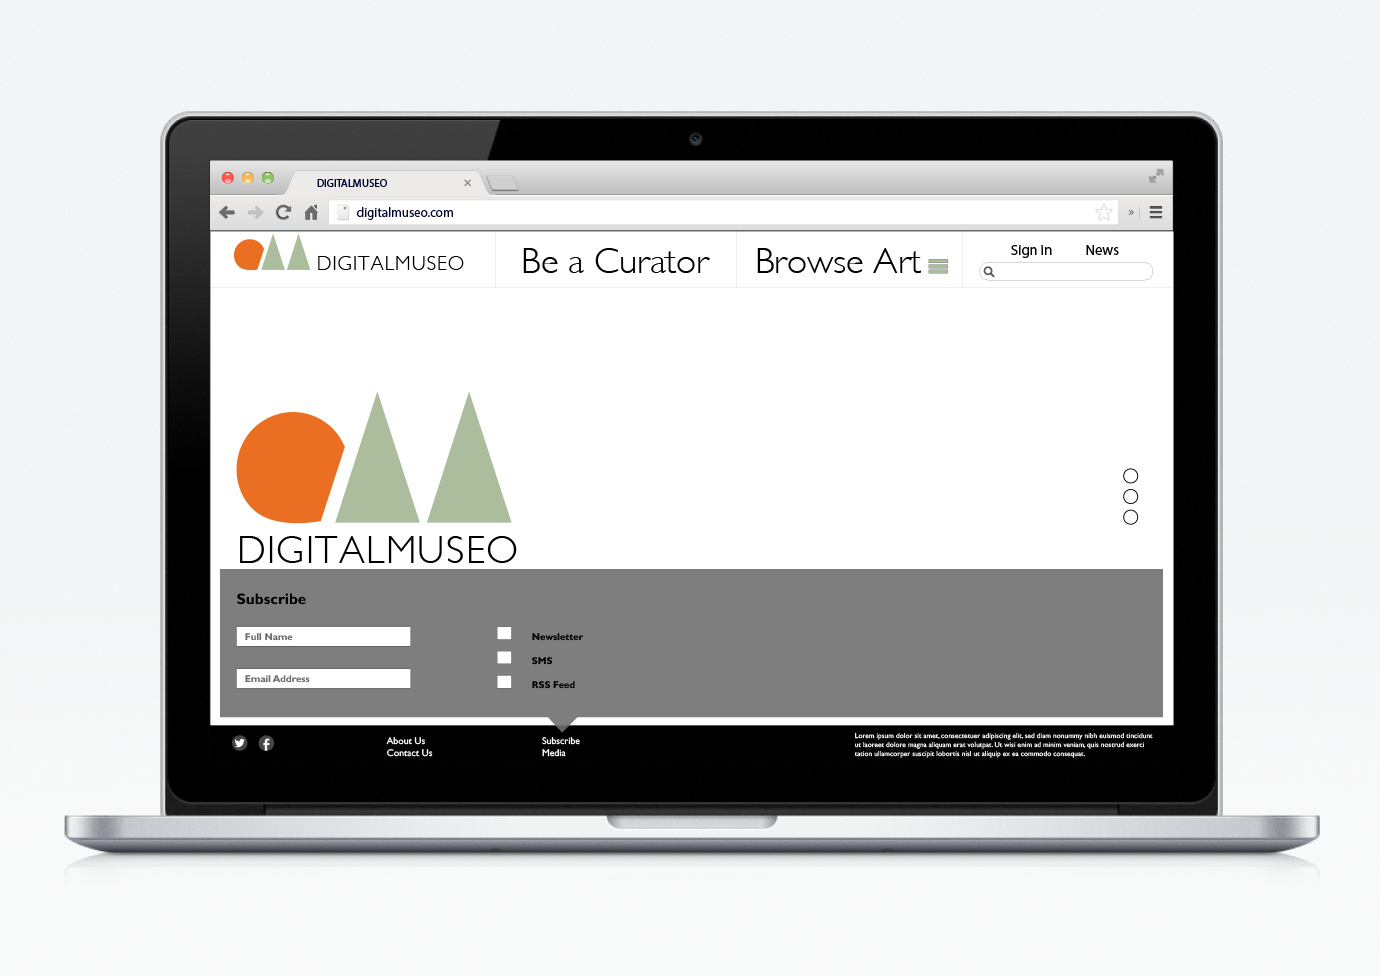 DIGITALMUSEO
digitalmuseo.com
DIGITALMUSEO
Be a Curator
Browse Art
Sign in
News
DIGITALMUSEO
Subscribe
Full Name
Email Address
Newsletter
SMS
RSS Feed
About Us
Contact Us
Subscribe
Media
Lorem ipsum dolor sit amet, consectetuer adipiscing elit, sed diam nonummy nibh euismod tincidunt
ut laoreet dolore magna aliquam erat volutpat. Ut wisi enim ad minim veniam, quis nostrud exerci
tation ullamcorper suscipit lobortis nisl ut aliquip ex ea commodo consequat.